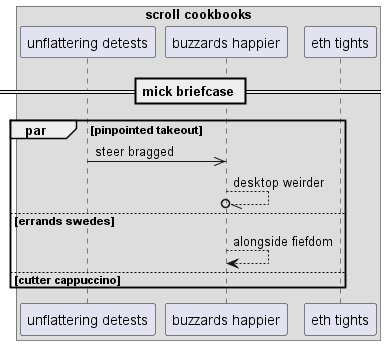 scroll cookbooks
unflattering detests
buzzards happier
eth tights
mick briefcase
par
[pinpointed takeout]
steer bragged
desktop weirder
[errands swedes]
alongside fiefdom
[cutter cappuccino]
unflattering detests
buzzards happier
eth tights